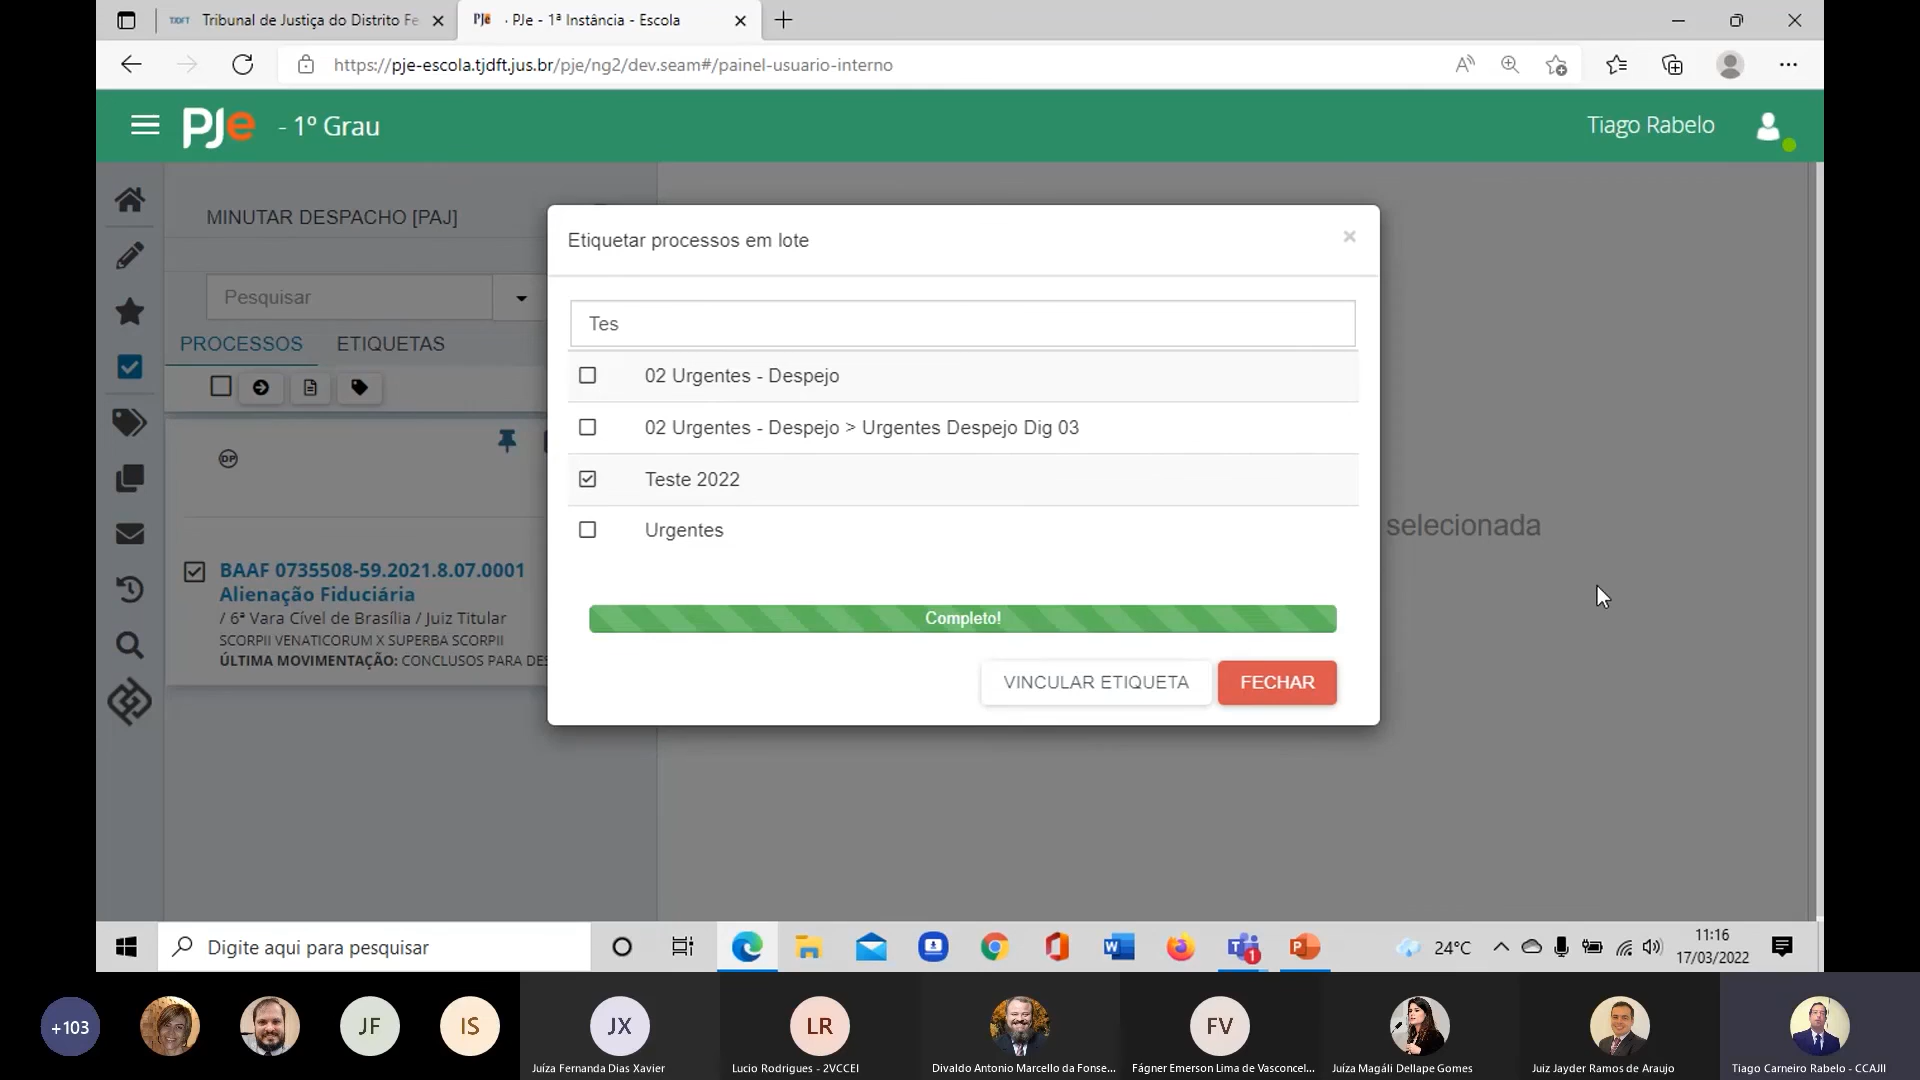 TJDFT Tribunal de Justiça do Distrito Fe
PJe · PJe - 1ª Instância - Escola
https://pje-escola.tjdft.jus.br/pje/ng2/dev.seam#/painel-usuario-interno
PJe - 1º Grau
Tiago Rabelo
MINUTAR DESPACHO [PAJ]
Pesquisar
PROCESSOS ETIQUETAS
DP
BAAF 0735508-59.2021.8.07.0001
Alienação Fiduciária
/ 6ª Vara Cível de Brasília / Juiz Titular
SCORPII VENATICORUM X SUPERBA SCORPII
ÚLTIMA MOVIMENTAÇÃO: CONCLUSOS PARA DES
Etiquetar processos em lote
×
Tes
02 Urgentes - Despejo
02 Urgentes - Despejo > Urgentes Despejo Dig 03
Teste 2022
Urgentes
Completo!
VINCULAR ETIQUETA FECHAR
selecionada
Digite aqui para pesquisar
1
24°C
11:16
17/03/2022
+103
JF
IS
JX
LR
FV
Juíza Fernanda Dias Xavier
Lucio Rodrigues - 2VCCEI
Divaldo Antonio Marcello da Fonse...
Fágner Emerson Lima de Vasconcel...
Juíza Magáli Dellape Gomes
Juiz Jayder Ramos de Araujo
Tiago Carneiro Rabelo - CCAJII